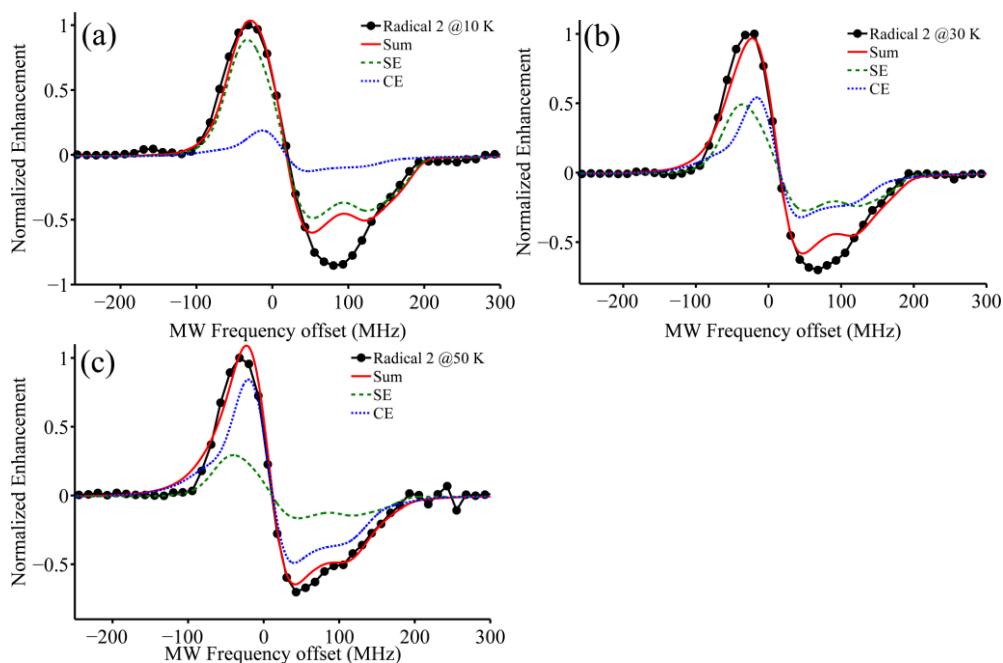 (a)
Radical 2 @10 K
Sum
SE
CE
Normalized Enhancement
1
0.5
0
−0.5
−1
−200 −100 0 100 200 300
MW Frequency offset (MHz)
(b)
Radical 2 @30 K
Sum
SE
CE
Normalized Enhancement
1
0.5
0
−0.5
−200 −100 0 100 200 300
MW Frequency offset (MHz)
(c)
Radical 2 @50 K
Sum
SE
CE
Normalized Enhancement
1
0.5
0
−0.5
−200 −100 0 100 200 300
MW Frequency offset (MHz)